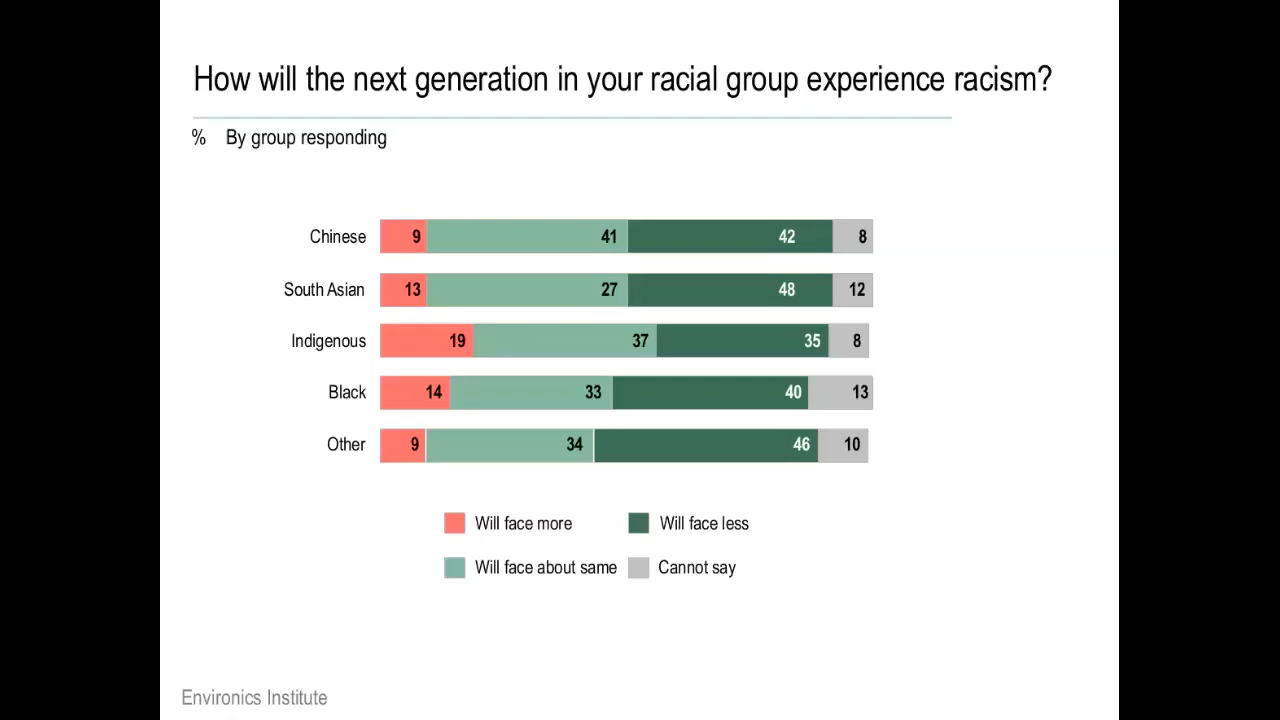 How will the next generation in your racial group experience racism?
% By group responding
Chinese 9 41 42 8
South Asian 13 27 48 12
Indigenous 19 37 35 8
Black 14 33 40 13
Other 9 34 46 10
Will face more Will face less
Will face about same Cannot say
Environics Institute